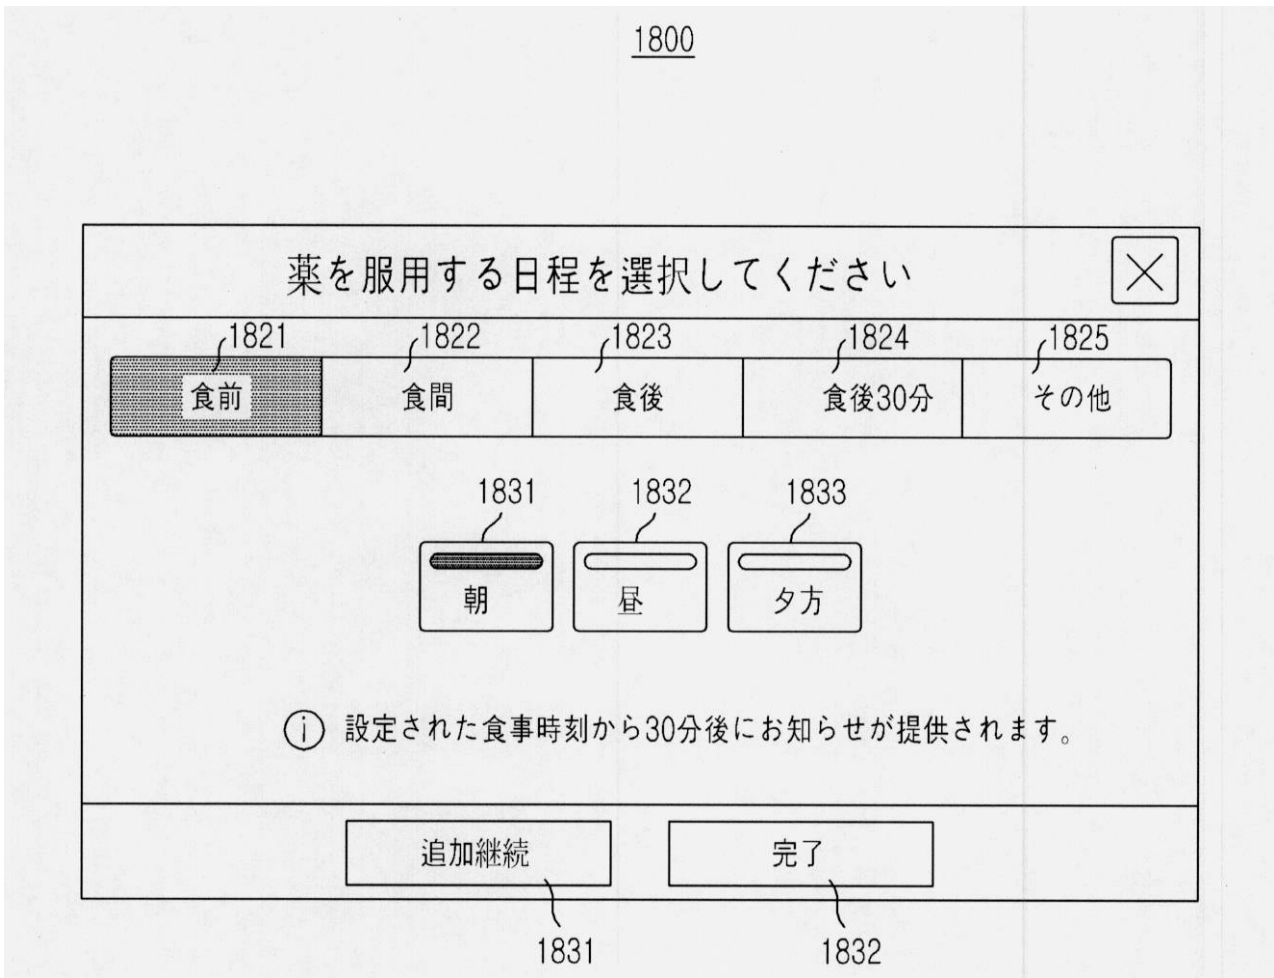 1800
薬を服用する日程を選択してください
1821 1822 1823 1824 1825
食前 食間 食後 食後30分 その他
1831 1832 1833
朝 昼 夕方
i 設定された食事時刻から30分後にお知らせが提供されます。
追加継続 完了
1831 1832